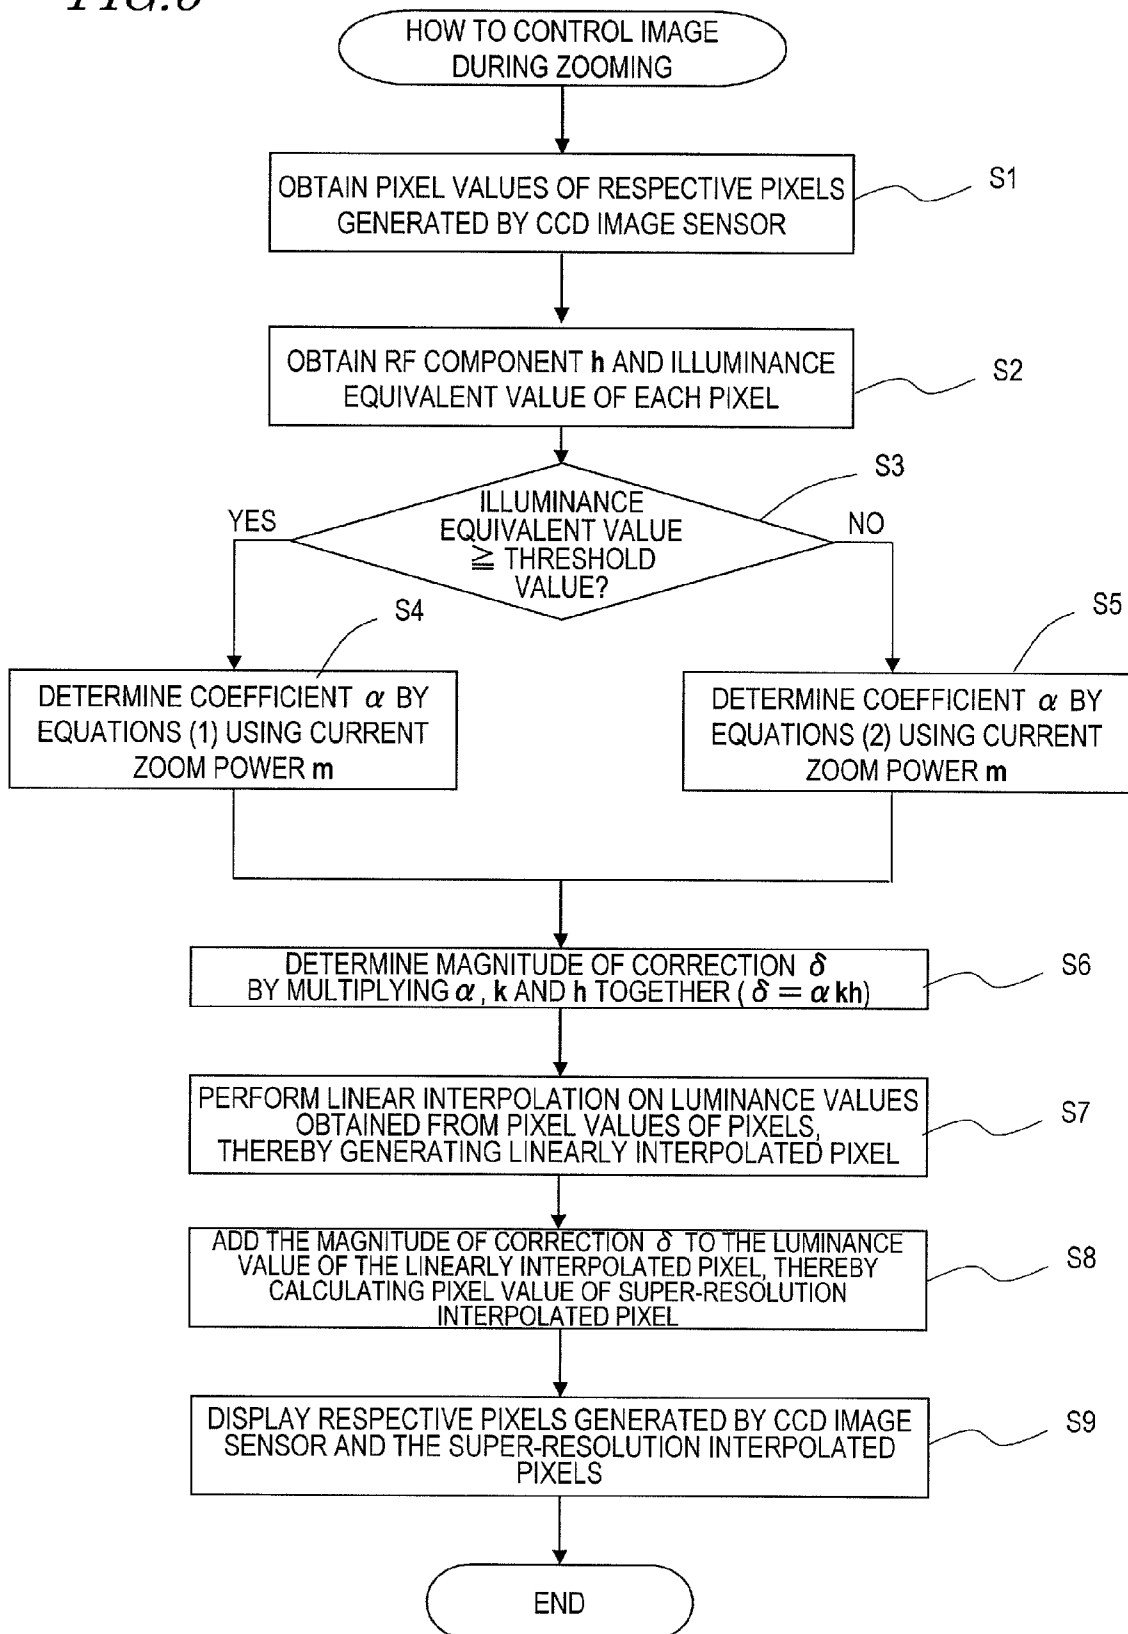 HOW TO CONTROL IMAGE
DURING ZOOMING
OBTAIN PIXEL VALUES OF RESPECTIVE PIXELS
GENERATED BY CCD IMAGE SENSOR
S1
OBTAIN RF COMPONENT h AND ILLUMINANCE
EQUIVALENT VALUE OF EACH PIXEL
S2
S3
ILLUMINANCE
EQUIVALENT VALUE
≧ THRESHOLD
VALUE?
YES
NO
S4
DETERMINE COEFFICIENT α BY
EQUATIONS (1) USING CURRENT
ZOOM POWER m
S5
DETERMINE COEFFICIENT α BY
EQUATIONS (2) USING CURRENT
ZOOM POWER m
DETERMINE MAGNITUDE OF CORRECTION δ
BY MULTIPLYING α, k AND h TOGETHER ( δ = α kh)
S6
PERFORM LINEAR INTERPOLATION ON LUMINANCE VALUES
OBTAINED FROM PIXEL VALUES OF PIXELS,
THEREBY GENERATING LINEARLY INTERPOLATED PIXEL
S7
ADD THE MAGNITUDE OF CORRECTION δ TO THE LUMINANCE
VALUE OF THE LINEARLY INTERPOLATED PIXEL, THEREBY
CALCULATING PIXEL VALUE OF SUPER-RESOLUTION
INTERPOLATED PIXEL
S8
DISPLAY RESPECTIVE PIXELS GENERATED BY CCD IMAGE
SENSOR AND THE SUPER-RESOLUTION INTERPOLATED
PIXELS
S9
END